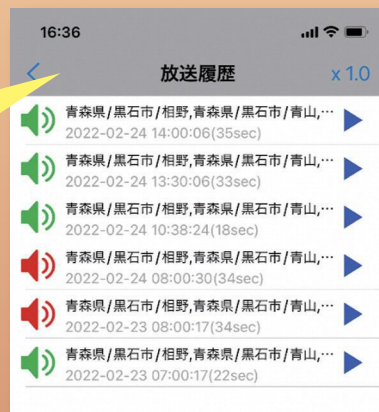 16:36
放送履歴
x 1.0
青森県/黒石市/相野,青森県/黒石市/青山,…
2022-02-24 14:00:06(35sec)
青森県/黒石市/相野,青森県/黒石市/青山,…
2022-02-24 13:30:06(33sec)
青森県/黒石市/相野,青森県/黒石市/青山,…
2022-02-24 10:38:24(18sec)
青森県/黒石市/相野,青森県/黒石市/青山,…
2022-02-24 08:00:30(34sec)
青森県/黒石市/相野,青森県/黒石市/青山,…
2022-02-23 08:00:17(34sec)
青森県/黒石市/相野,青森県/黒石市/青山,…
2022-02-23 07:00:17(22sec)